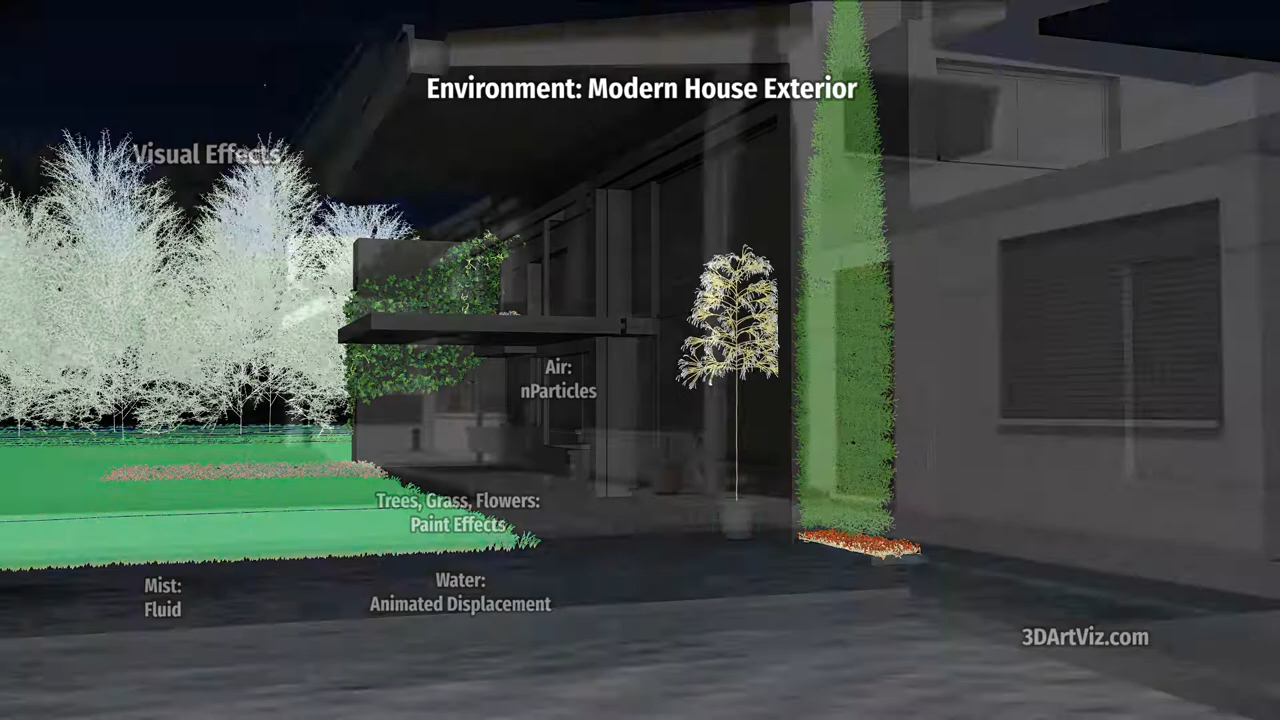 Environment: Modern House Exterior
Visual Effects
Air:
nParticles
Trees, Grass, Flowers:
Paint Effects
Mist:
Fluid
Water:
Animated Displacement
3DArtViz.com